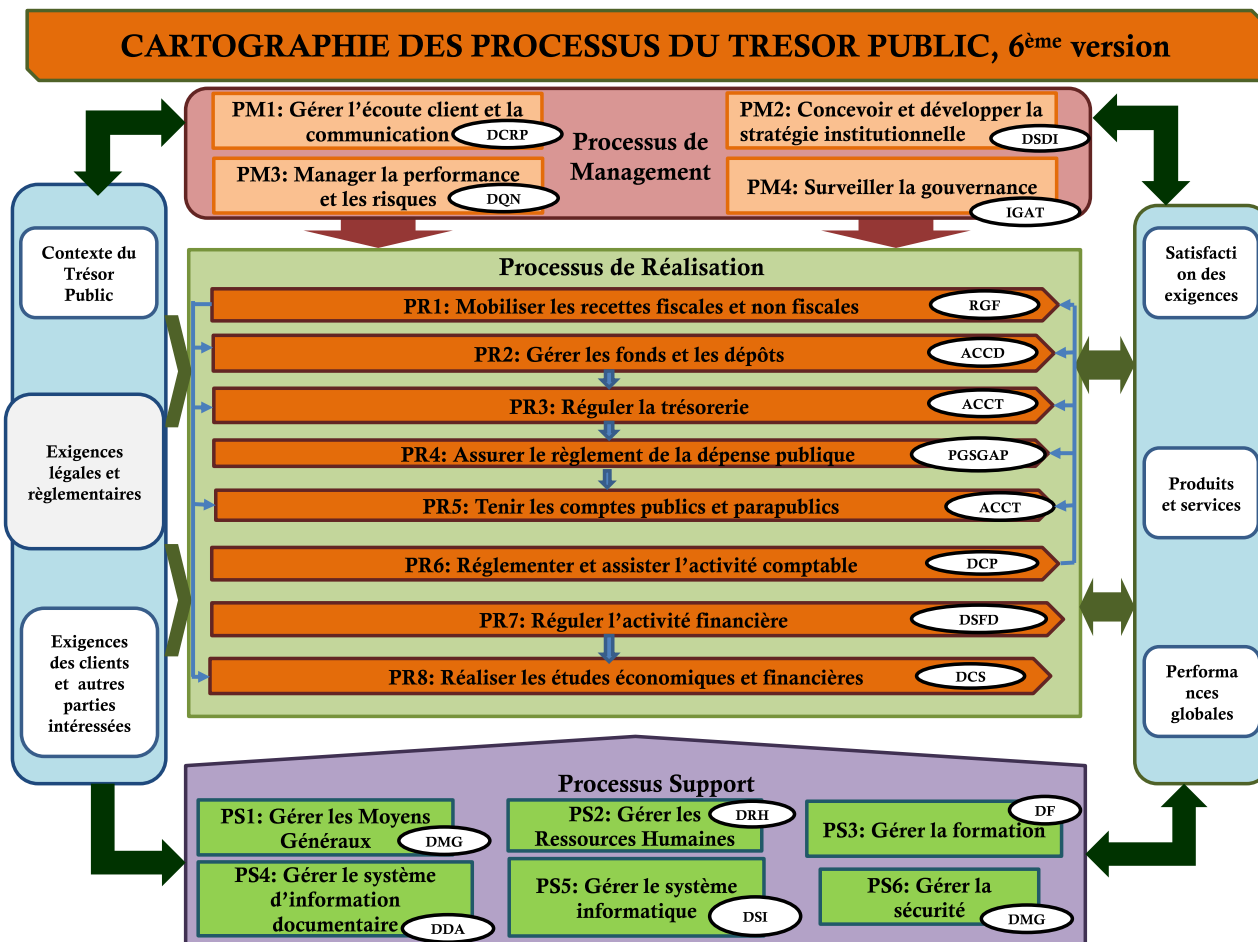 CARTOGRAPHIE DES PROCESSUS DU TRESOR PUBLIC, 6ème version
PM1: Gérer l'écoute client et la
communication
DCRP
PM2: Concevoir et développer la
stratégie institutionnelle
DSDI
Processus de
Management
PM3: Manager la performance
et les risques
DQN
PM4: Surveiller la gouvernance
IGAT
Contexte du
Trésor
Public
Exigences
légales et
règlementaires
Exigences
des clients
et autres
parties
intéressées
Processus de Réalisation
PR1: Mobiliser les recettes fiscales et non fiscales
RGF
PR2: Gérer les fonds et les dépôts
ACCD
PR3: Réguler la trésorerie
ACCT
PR4: Assurer le règlement de la dépense publique
PGSGAP
PR5: Tenir les comptes publics et parapublics
ACCT
PR6: Réglementer et assister l'activité comptable
DCP
PR7: Réguler l'activité financière
DSFD
PR8: Réaliser les études économiques et financières
DCS
Satisfacti
on des
exigences
Produits
et services
Performa
nces
globales
Processus Support
PS1: Gérer les Moyens
Généraux
DMG
PS2: Gérer les
Ressources Humaines
DRH
PS3: Gérer la formation
DF
PS4: Gérer le système
d'information
documentaire
DDA
PS5: Gérer le système
informatique
DSI
PS6: Gérer la
sécurité
DMG